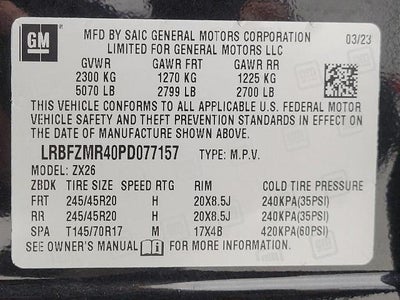 GM
MFD BY SAIC GENERAL MOTORS CORPORATION
LIMITED FOR GENERAL MOTORS LLC
03/23
GVWR GAWR FRT GAWR RR
2300 KG 1270 KG 1225 KG
5070 LB 2799 LB 2700 LB
THIS VEHICLE CONFORMS TO ALL APPLICABLE U.S. FEDERAL MOTOR
VEHICLE SAFETY AND THEFT PREVENTION STANDARDS IN EFFECT ON
THE DATE OF MANUFACTURE SHOWN ABOVE.
LRBFZMR40PD077157 TYPE: M.P.V.
MODEL: ZX26
ZBDK TIRE SIZE SPEED RTG RIM COLD TIRE PRESSURE
FRT 245/45R20 H 20X8.5J 240KPA(35PSI)
RR 245/45R20 H 20X8.5J 240KPA(35PSI)
SPA T145/70R17 M 17X4B 420KPA(60PSI)
SEE OWNER'S MANUAL i FOR MORE INFORMATION